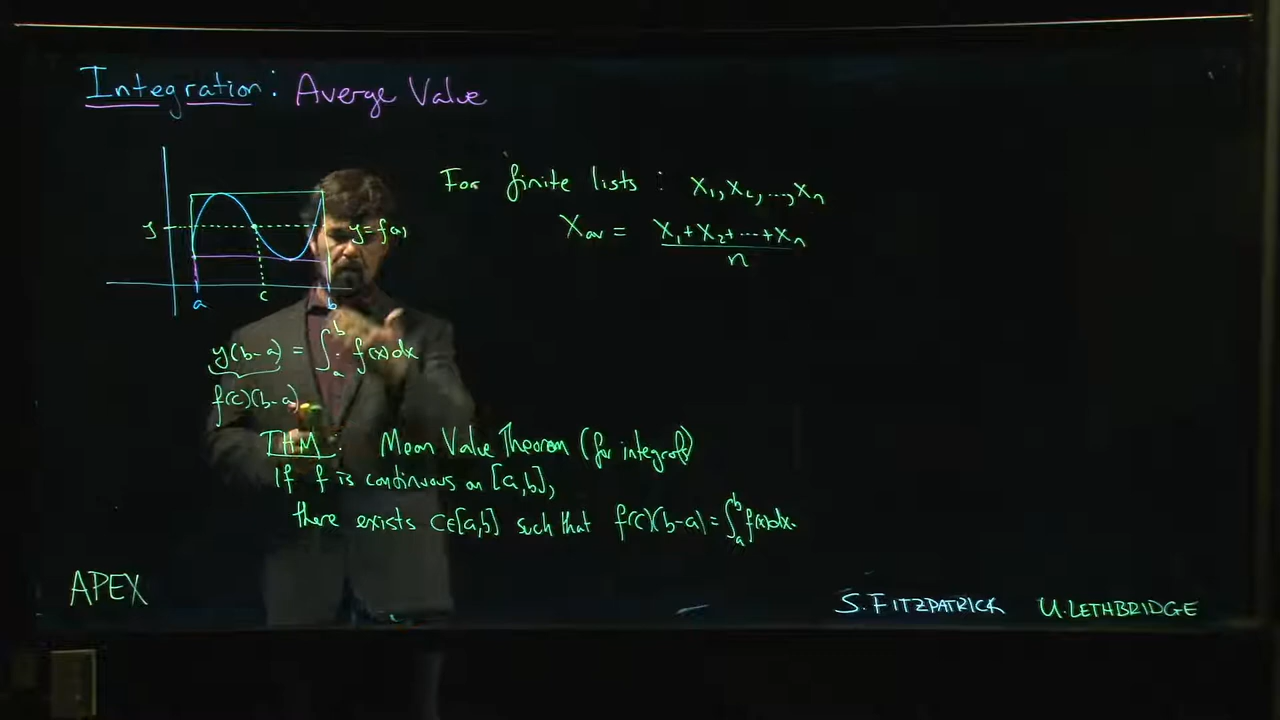 Integration: Averge Value
For finite lists: x₁, x₂, ..., xₙ
y
y=f(x)
X_av = (x₁+x₂+⋯+xₙ)/n
a c b
y(b-a) = ∫ₐᵇ f(x)dx
f(c)(b-a)
THM: Mean Value Theorem (for integrals)
If f is continuous on [a,b],
there exists c∈[a,b] such that f(c)(b-a)=∫ₐᵇf(x)dx.
APEX
S. FITZPATRICK U. LETHBRIDGE